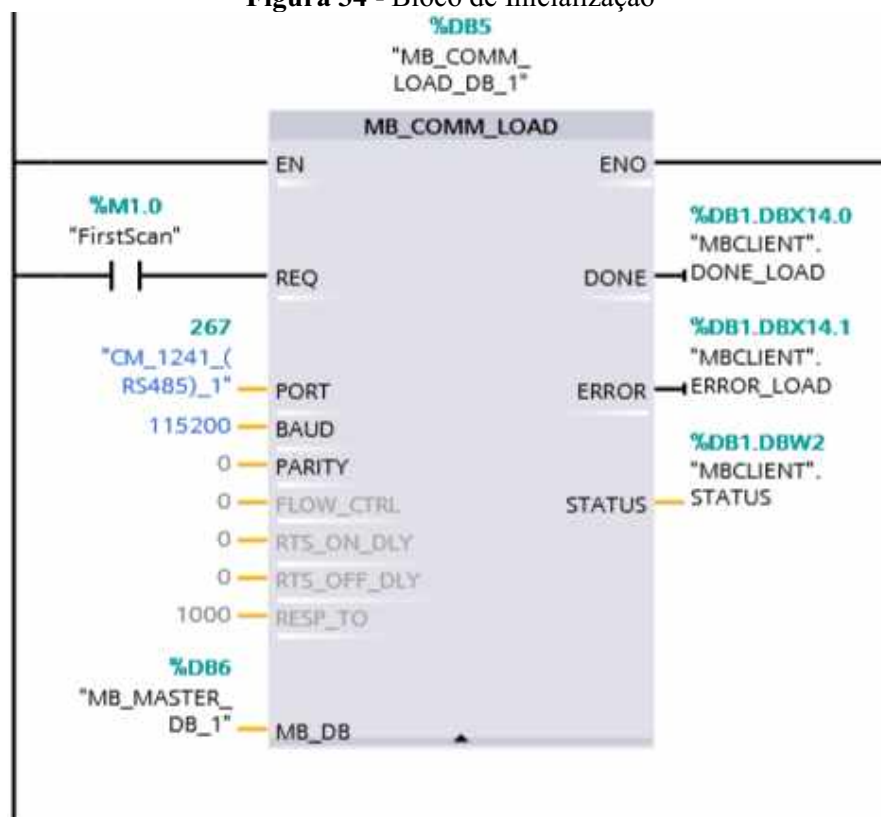 Figura 34 - Bloco de Inicialização
%DB5
"MB_COMM_
LOAD_DB_1"
MB_COMM_LOAD
EN
ENO
%M1.0
"FirstScan"
REQ
%DB1.DBX14.0
"MBCLIENT".
DONE
DONE_LOAD
267
"CM_1241_(
RS485)_1"
PORT
%DB1.DBX14.1
"MBCLIENT".
ERROR
ERROR_LOAD
115200
BAUD
0
PARITY
%DB1.DBW2
"MBCLIENT".
0
FLOW_CTRL
STATUS
STATUS
0
RTS_ON_DLY
0
RTS_OFF_DLY
1000
RESP_TO
%DB6
"MB_MASTER_
DB_1"
MB_DB